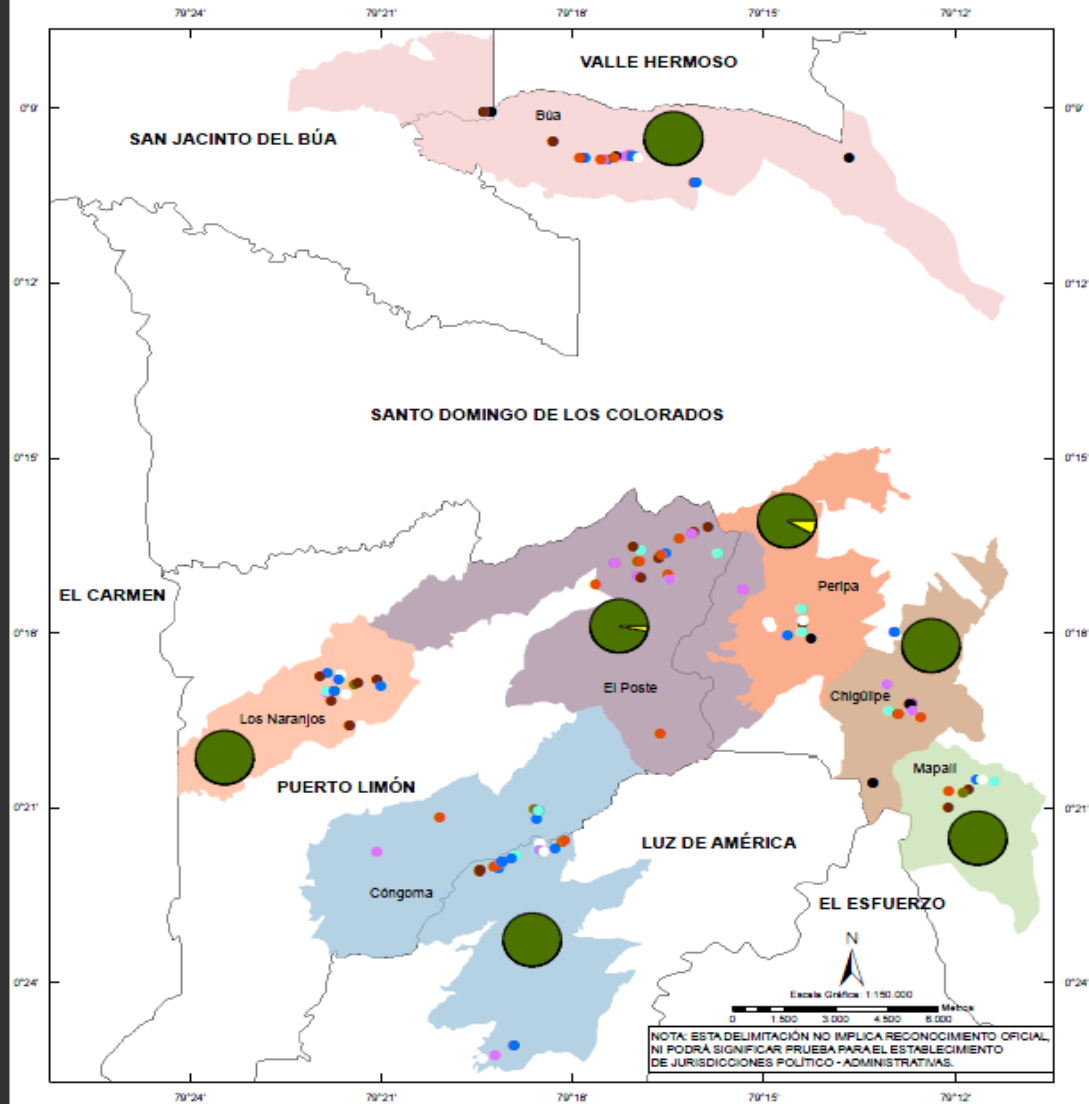 79°24'
79°21'
79°18'
79°15'
79°12'
VALLE HERMOSO
0°9'
0°9'
Búa
SAN JACINTO DEL BÚA
0°12'
0°12'
SANTO DOMINGO DE LOS COLORADOS
0°15'
0°15'
EL CARMEN
Peripa
0°18'
0°18'
El Poste
Chigüilpe
Los Naranjos
Mapalí
PUERTO LIMÓN
0°21'
0°21'
LUZ DE AMÉRICA
Cóngoma
EL ESFUERZO
N
0°24'
0°24'
Escala Gráfica: 1:150.000
Metros
0 1.500 3.000 4.500 6.000
NOTA: ESTA DELIMITACIÓN NO IMPLICA RECONOCIMIENTO OFICIAL,
NI PODRÁ SIGNIFICAR PRUEBA PARA EL ESTABLECIMIENTO
DE JURISDICCIONES POLÍTICO - ADMINISTRATIVAS.
79°24'
79°21'
79°18'
79°15'
79°12'